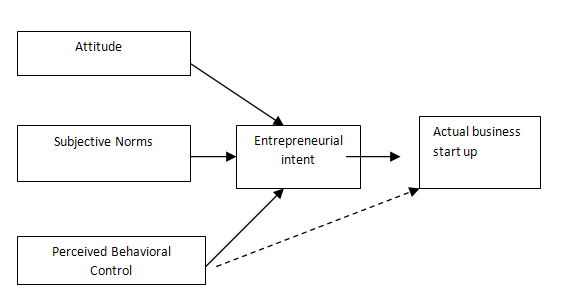 Attitude
Subjective Norms
Entrepreneurial
intent
Actual business
start up
Perceived Behavioral
Control